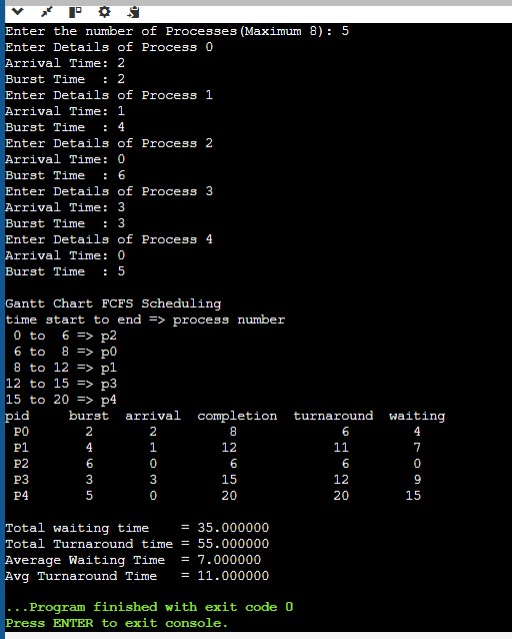 Enter the number of Processes(Maximum 8): 5
Enter Details of Process 0
Arrival Time: 2
Burst Time  : 2
Enter Details of Process 1
Arrival Time: 1
Burst Time  : 4
Enter Details of Process 2
Arrival Time: 0
Burst Time  : 6
Enter Details of Process 3
Arrival Time: 3
Burst Time  : 3
Enter Details of Process 4
Arrival Time: 0
Burst Time  : 5
Gantt Chart FCFS Scheduling
time start to end => process number
 0 to  6 => p2
 6 to  8 => p0
 8 to 12 => p1
12 to 15 => p3
15 to 20 => p4
pid     burst  arrival  completion  turnaround  waiting
 P0       2       2         8           6         4
 P1       4       1        12          11         7
 P2       6       0         6           6         0
 P3       3       3        15          12         9
 P4       5       0        20          20        15
Total waiting time    = 35.000000
Total Turnaround time = 55.000000
Average Waiting Time  = 7.000000
Avg Turnaround Time   = 11.000000
...Program finished with exit code 0
Press ENTER to exit console.